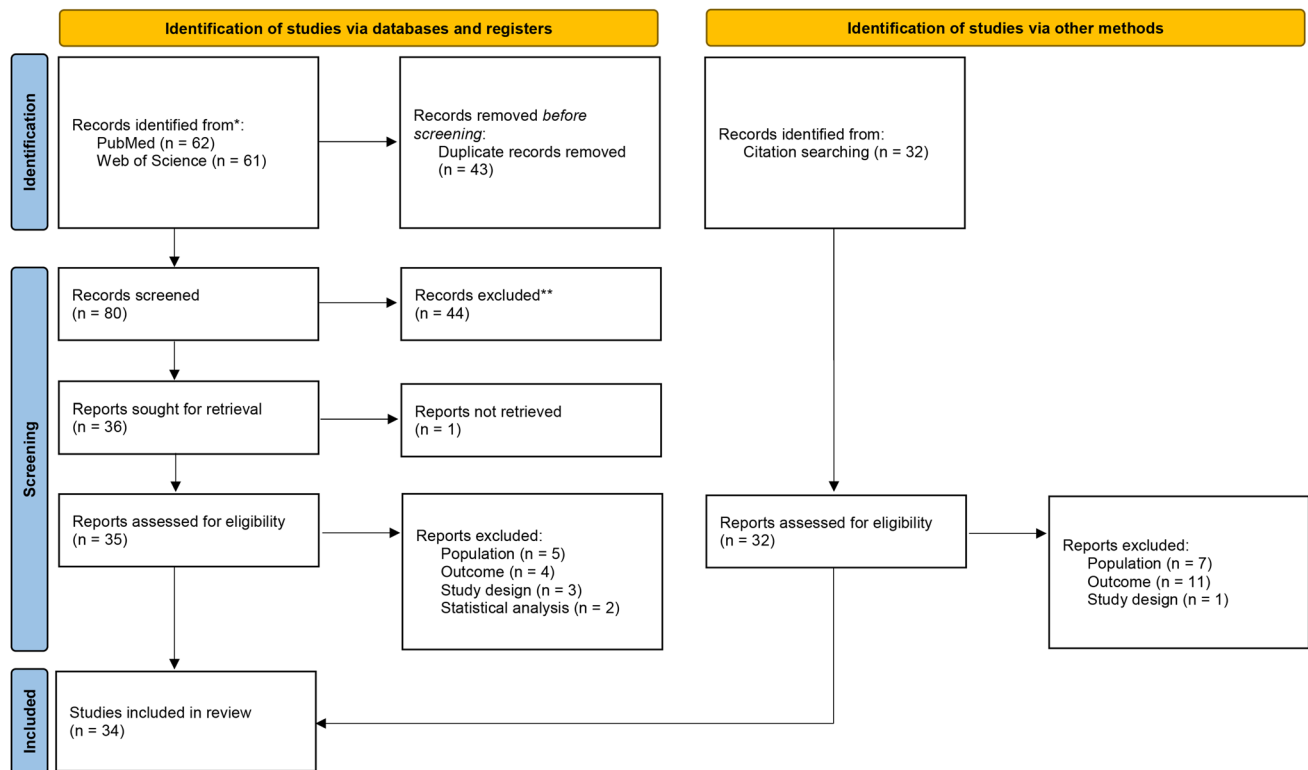 Identification of studies via databases and registers
Identification of studies via other methods
Identification
Records identified from*:
PubMed (n = 62)
Web of Science (n = 61)
Records removed before
screening:
Duplicate records removed
(n = 43)
Records identified from:
Citation searching (n = 32)
Screening
Records screened
(n = 80)
Records excluded**
(n = 44)
Reports sought for retrieval
(n = 36)
Reports not retrieved
(n = 1)
Reports assessed for eligibility
(n = 35)
Reports excluded:
Population (n = 5)
Outcome (n = 4)
Study design (n = 3)
Statistical analysis (n = 2)
Reports assessed for eligibility
(n = 32)
Reports excluded:
Population (n = 7)
Outcome (n = 11)
Study design (n = 1)
Included
Studies included in review
(n = 34)